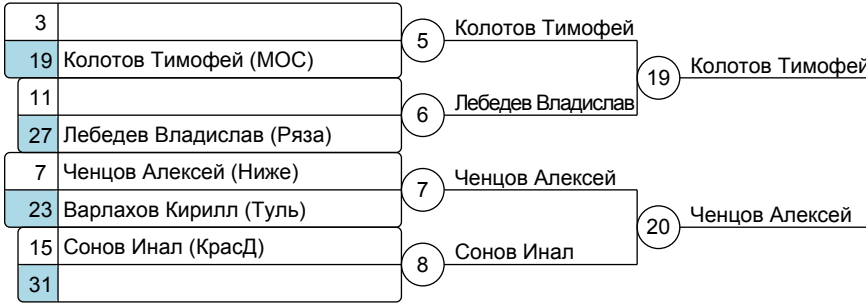 3
19 Колотов Тимофей (МОС)
5
Колотов Тимофей
11
27 Лебедев Владислав (Ряза)
6
Лебедев Владислав
19
Колотов Тимофей
7 Ченцов Алексей (Ниже)
23 Варлахов Кирилл (Туль)
7
Ченцов Алексей
15 Сонов Инал (КрасД)
31
8
Сонов Инал
20
Ченцов Алексей